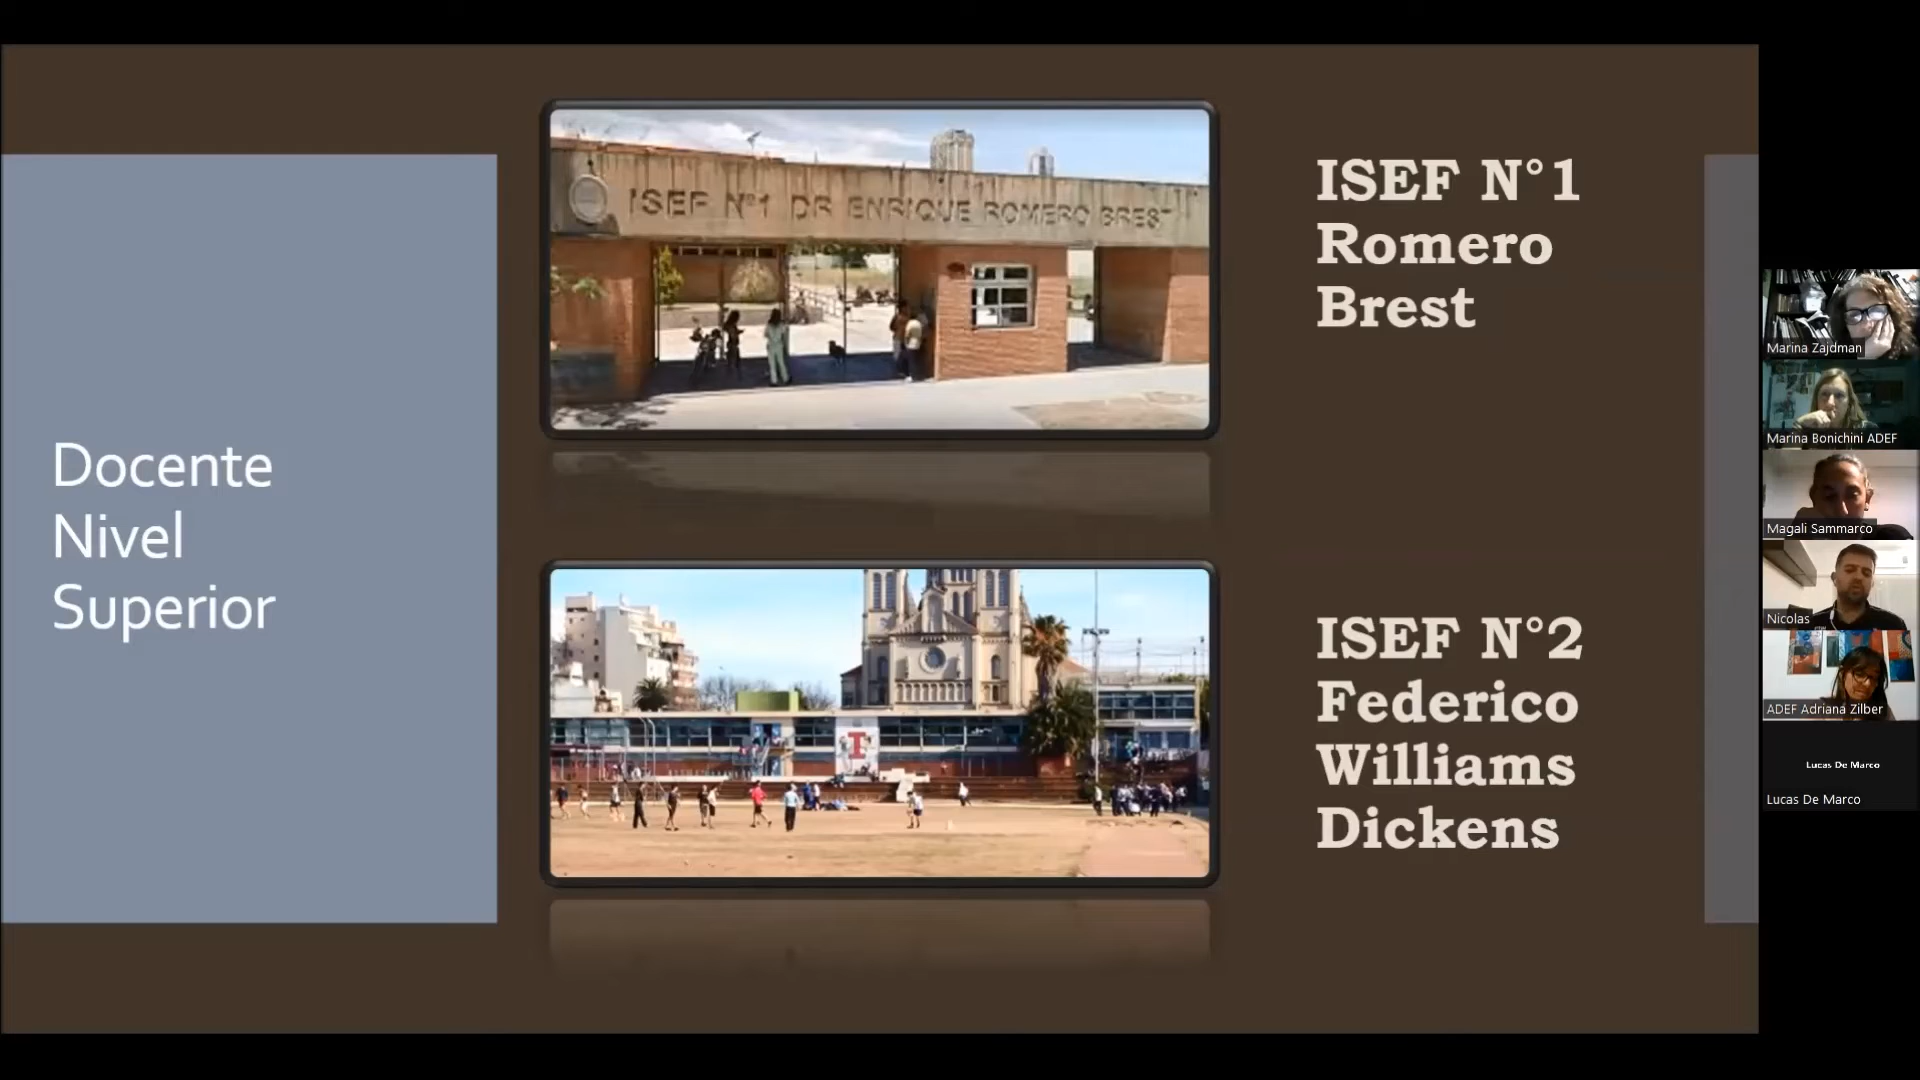 Docente
Nivel
Superior
ISEF Nº1 DR ENRIQUE ROMERO BREST
ISEF N°1
Romero
Brest
I
ISEF N°2
Federico
Williams
Dickens
Marina Zajdman
Marina Bonichini ADEF
Magali Sammarco
Nicolas
ADEF Adriana Zilber
Lucas De Marco
Lucas De Marco